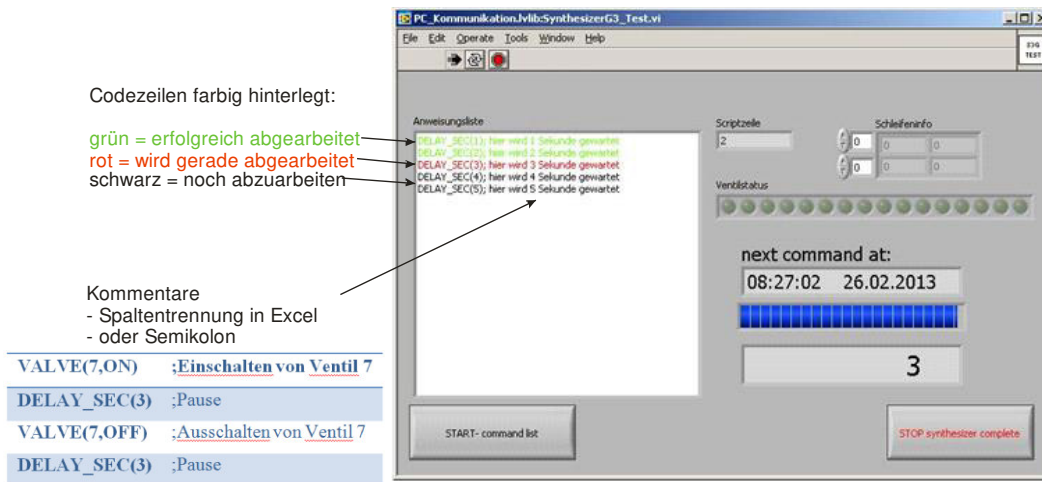 PC_Kommunikation.lvlib:SynthesizerG3_Test.vi
File Edit Operate Tools Window Help
TEST
Codezeilen farbig hinterlegt:
grün = erfolgreich abgearbeitet
rot = wird gerade abgearbeitet
schwarz = noch abzuarbeiten
Kommentare
- Spaltentrennung in Excel
- oder Semikolon
VALVE(7,ON) ;Einschalten von Ventil 7
DELAY_SEC(3) ;Pause
VALVE(7,OFF) ;Ausschalten von Ventil 7
DELAY_SEC(3) ;Pause
Anweisungsliste
DELAY_SEC(1); hier wird 1 Sekunde gewartet
DELAY_SEC(2); hier wird 2 Sekunde gewartet
DELAY_SEC(3); hier wird 3 Sekunde gewartet
DELAY_SEC(4); hier wird 4 Sekunde gewartet
DELAY_SEC(5); hier wird 5 Sekunde gewartet
Scriptzeile
2
Schleifeninfo
0 0 0
0 0 0
Ventilstatus
next command at:
08:27:02 26.02.2013
3
START- command list
STOP synthesizer complete